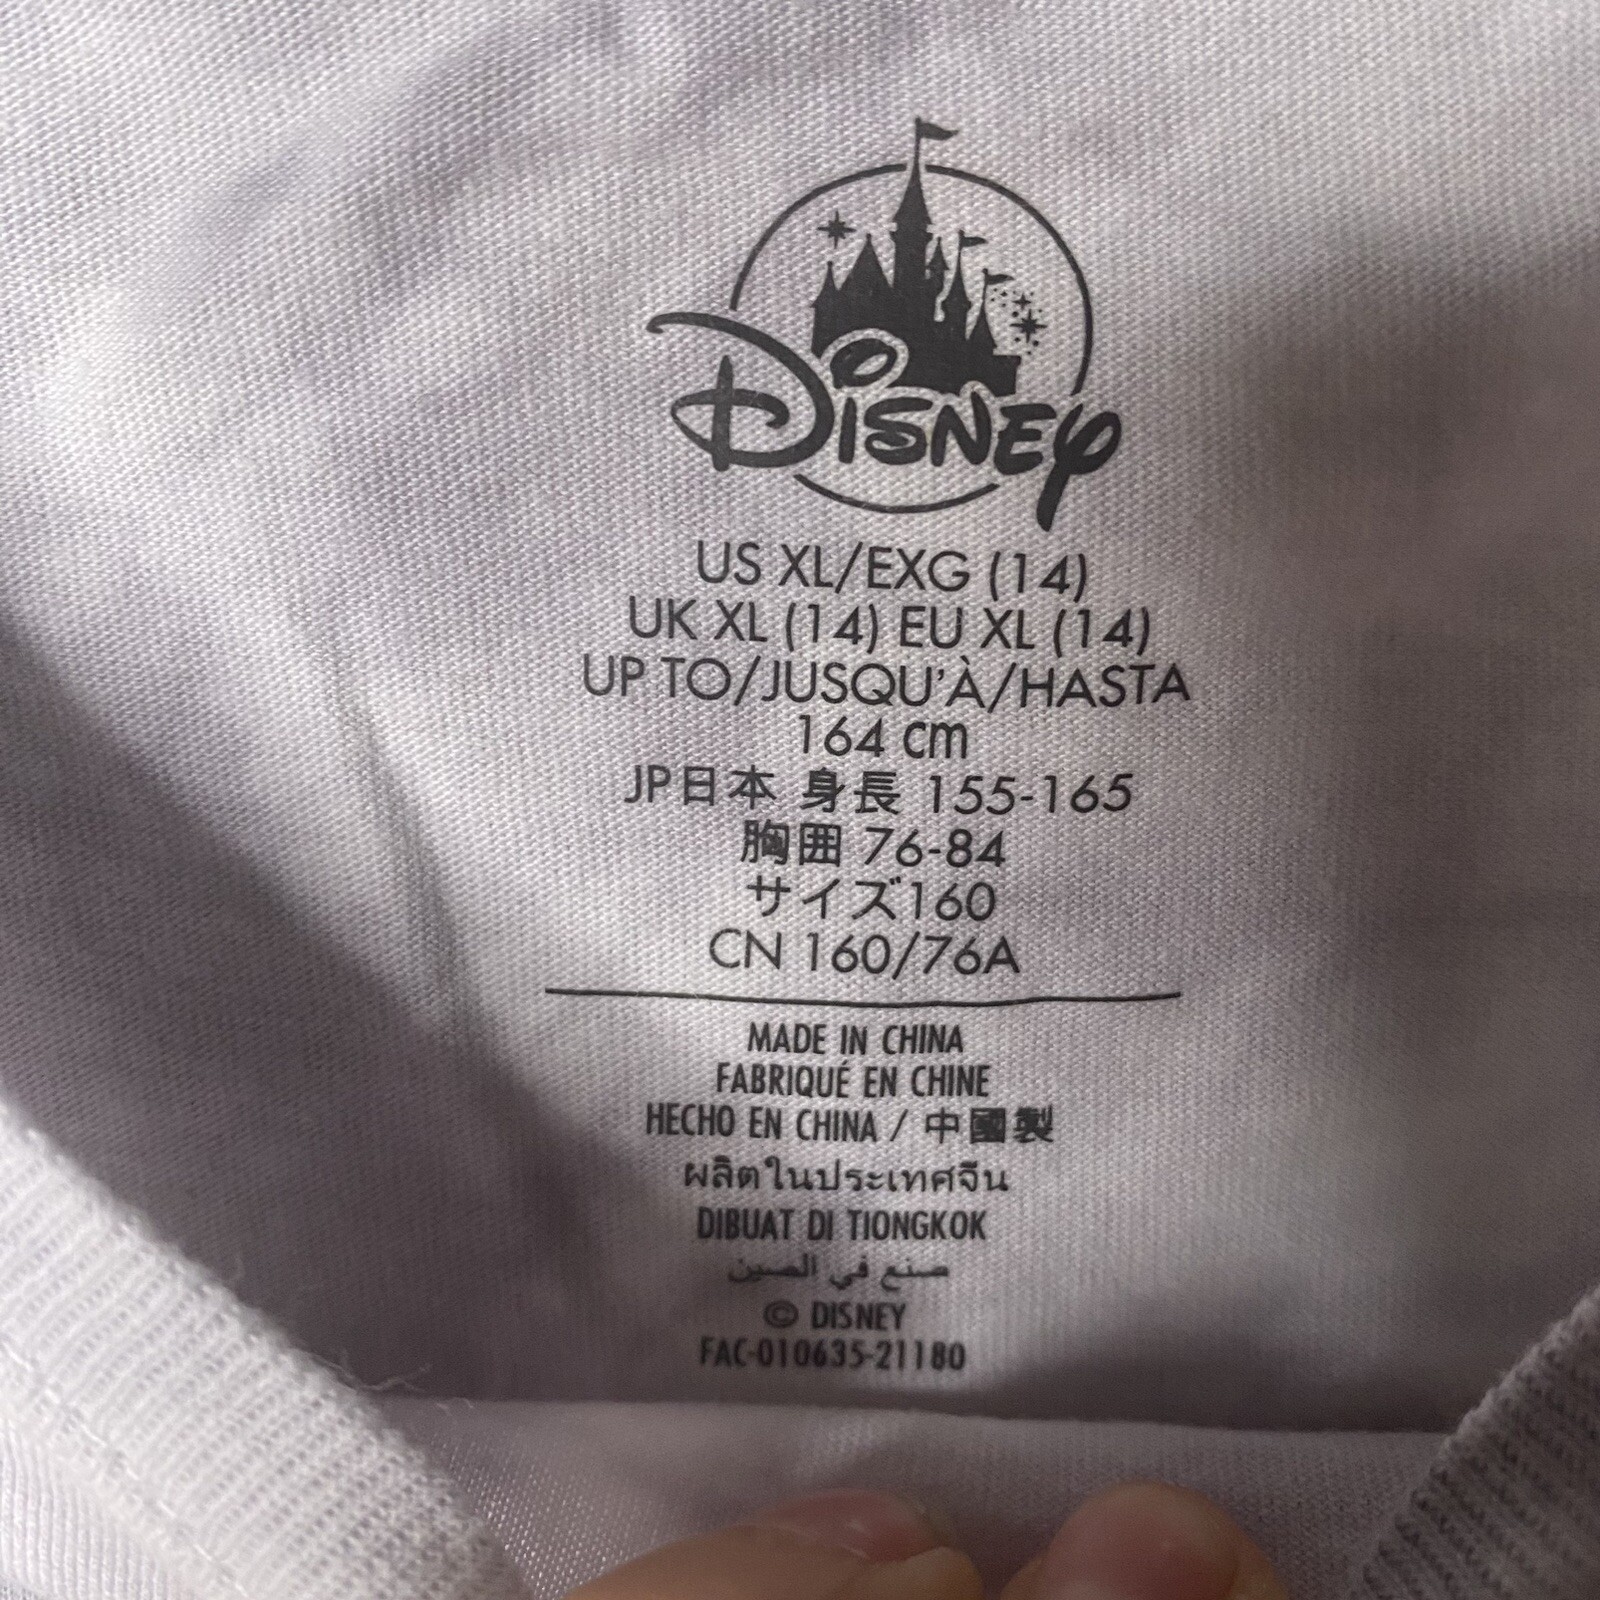 Disney
US XL/EXG (14)
UK XL (14) EU XL (14)
UP TO/JUSQU'À/HASTA
164 cm
JP日本 身長 155-165
胸囲 76-84
サイズ160
CN 160/76A
MADE IN CHINA
FABRIQUÉ EN CHINE
HECHO EN CHINA / 中國製
ผลิตในประเทศจีน
DIBUAT DI TIONGKOK
صنع في الصين
© DISNEY
FAC-010635-21180